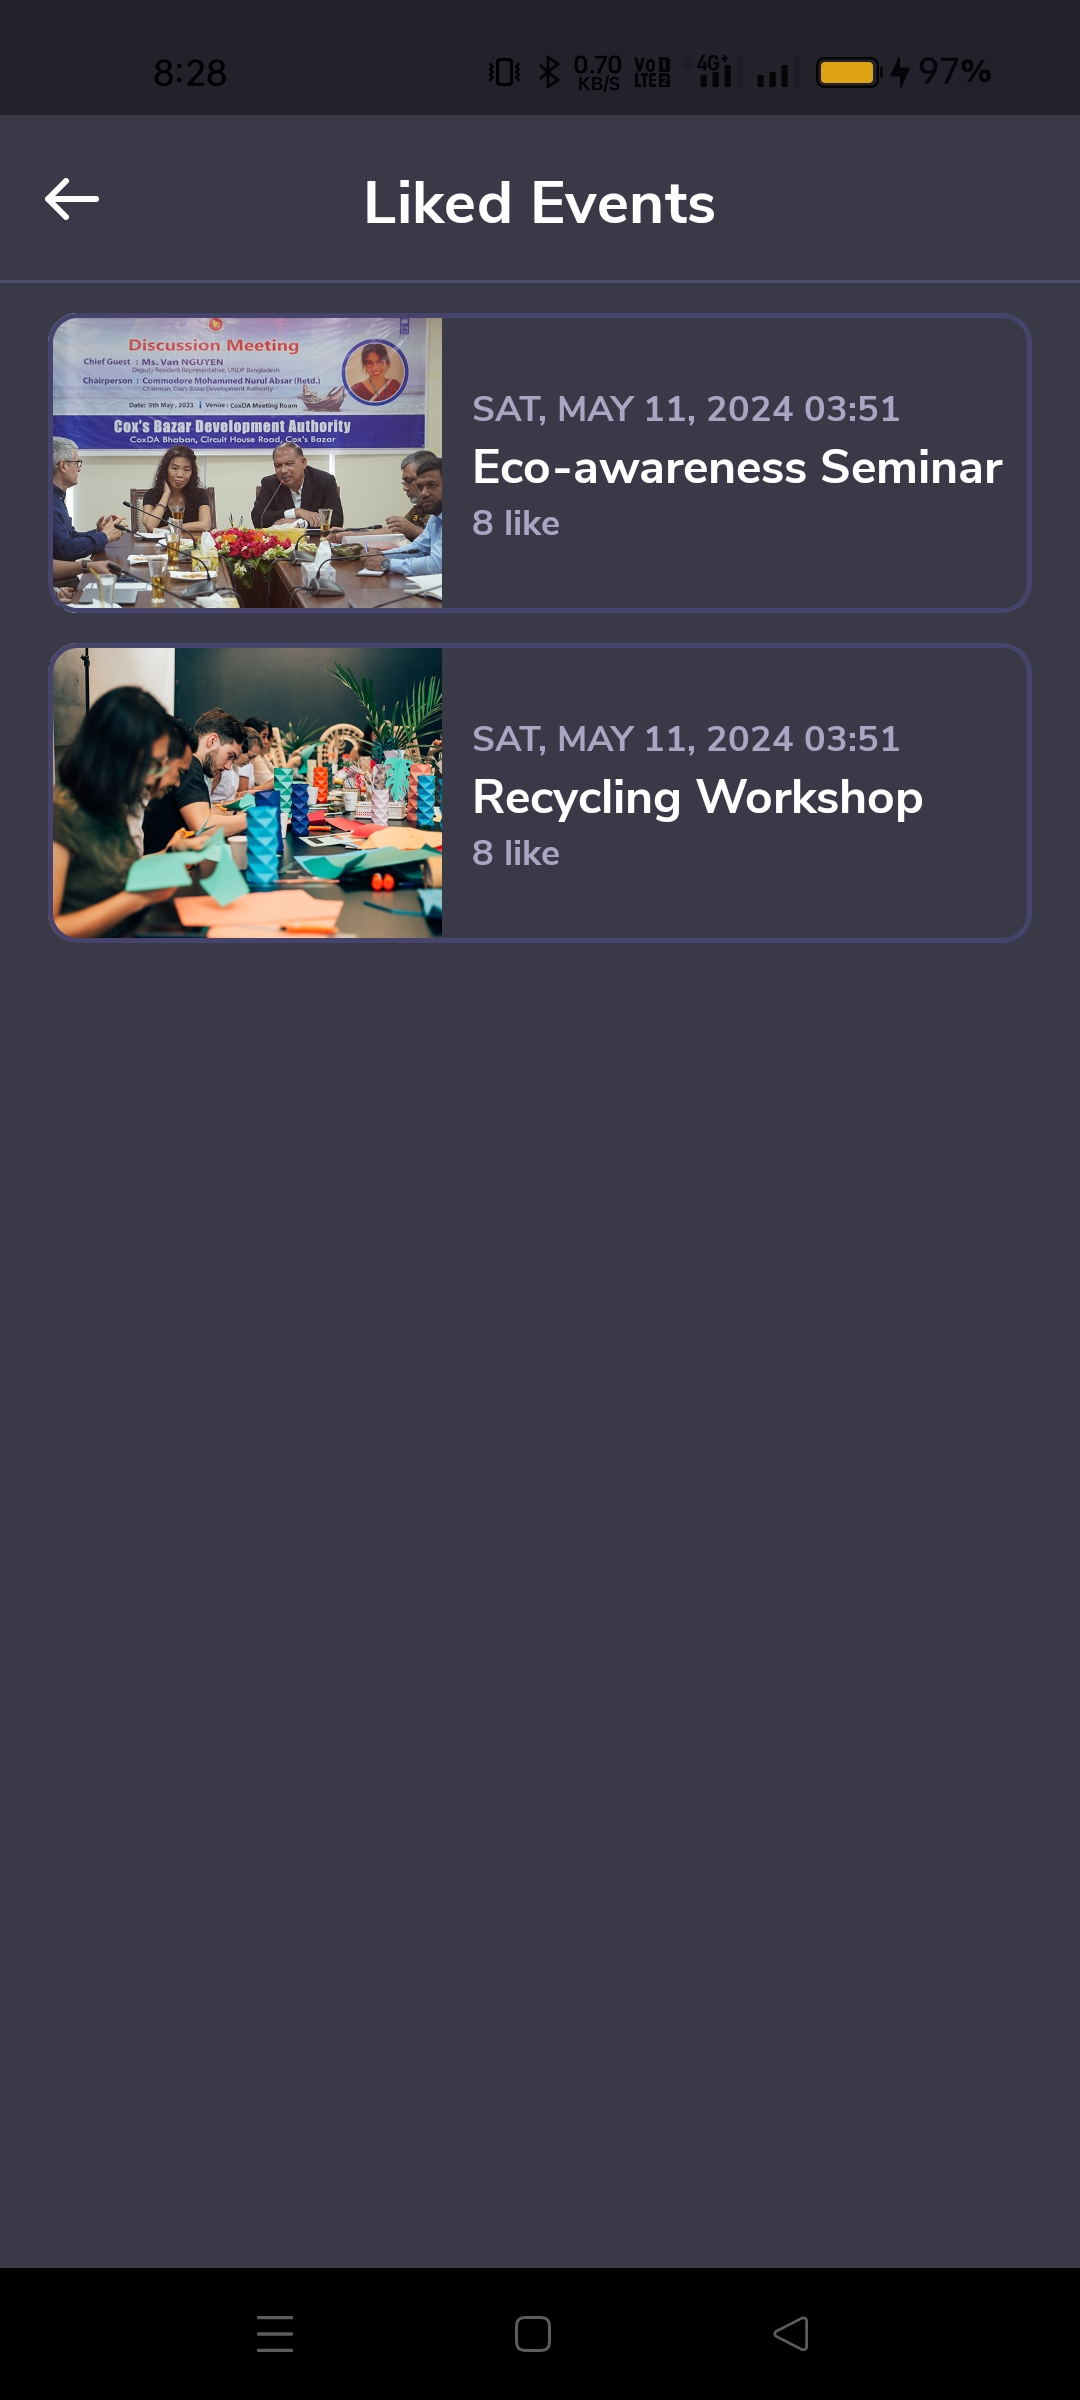 8:28
0.70
KB/S
Vo
LTE 2
4G+
97%
Liked Events
Discussion Meeting
Chief Guest : Ms. Van NGUYEN
Deputy Resident Representative, UNDP Bangladesh
Chairperson : Commodore Mohammed Nurul Absar (Retd.)
Chairman, Cox's Bazar Development Authority
Date: 9th May, 2023 | Venue : CoxDA Meeting Room
Cox's Bazar Development Authority
CoxDA Bhaban, Circuit House Road, Cox's Bazar
SAT, MAY 11, 2024 03:51
Eco-awareness Seminar
8 like
SAT, MAY 11, 2024 03:51
Recycling Workshop
8 like